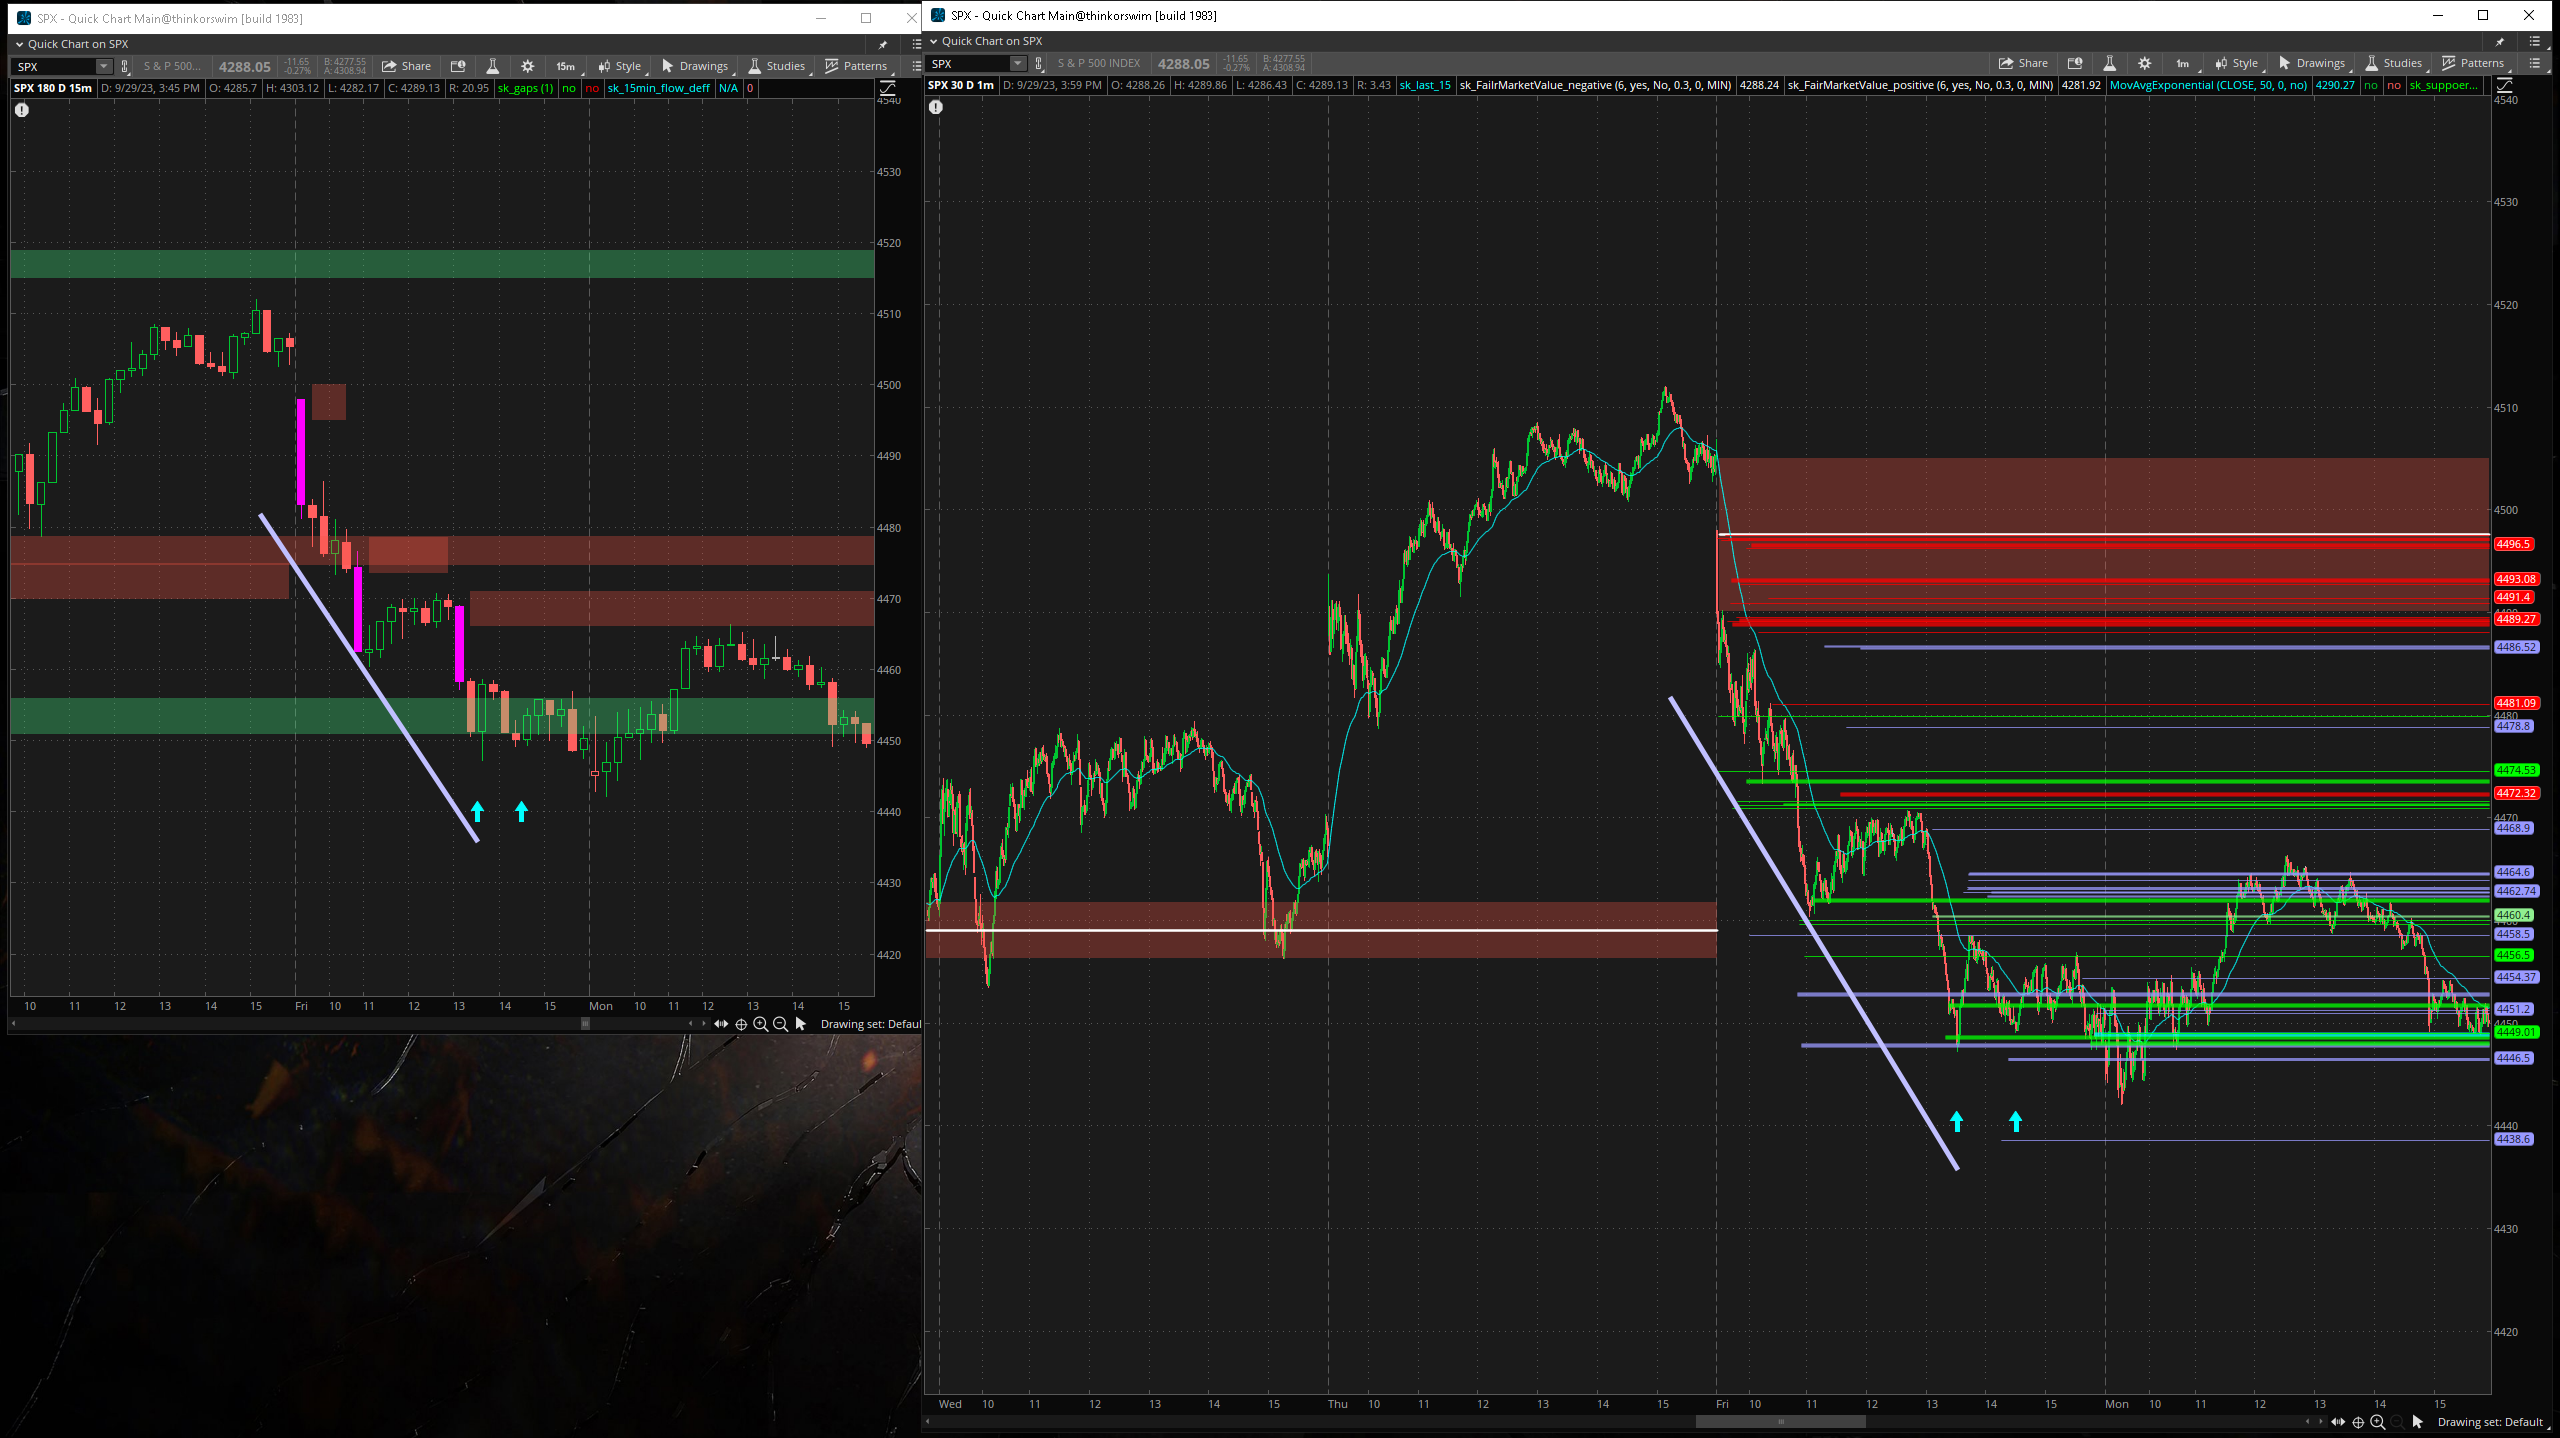 SPX - Quick Chart Main@thinkorswim [build 1983]
Quick Chart on SPX
SPX
S & P 500...
4288.05
-11.65
-0.27%
B: 4277.55
A: 4308.94
Share
15m
Style
Drawings
Studies
Patterns
SPX 180 D 15m
D: 9/29/23, 3:45 PM
O: 4285.7
H: 4303.12
L: 4282.17
C: 4289.13
R: 20.95
sk_gaps (1)
no
no
sk_15min_flow_deff
N/A
0
4540
4530
4520
4510
4500
4490
4480
4470
4460
4450
4440
4430
4420
10 11 12 13 14 15 Fri 10 11 12 13 14 15 Mon 10 11 12 13 14 15
Drawing set: Defaul
SPX - Quick Chart Main@thinkorswim [build 1983]
Quick Chart on SPX
SPX
S & P 500 INDEX
4288.05
-11.65
-0.27%
B: 4277.55
A: 4308.94
Share
1m
Style
Drawings
Studies
Patterns
SPX 30 D 1m
D: 9/29/23, 3:59 PM
O: 4288.26
H: 4289.86
L: 4286.43
C: 4289.13
R: 3.43
sk_last_15
sk_FailrMarketValue_negative (6, yes, No, 0.3, 0, MIN)
4288.24
sk_FairMarketValue_positive (6, yes, No, 0.3, 0, MIN)
4281.92
MovAvgExponential (CLOSE, 50, 0, no)
4290.27
no
no
sk_suppoer...
4540
4530
4520
4510
4500
4496.5
4493.08
4491.4
4489.27
4486.52
4481.09
4480
4478.8
4474.53
4472.32
4470
4468.9
4464.6
4462.74
4460.4
4458.5
4456.5
4454.37
4451.2
4449.01
4446.5
4440
4438.6
4430
4420
Wed 10 11 12 13 14 15 Thu 10 11 12 13 14 15 Fri 10 11 12 13 14 15 Mon 10 11 12 13 14 15
Drawing set: Default